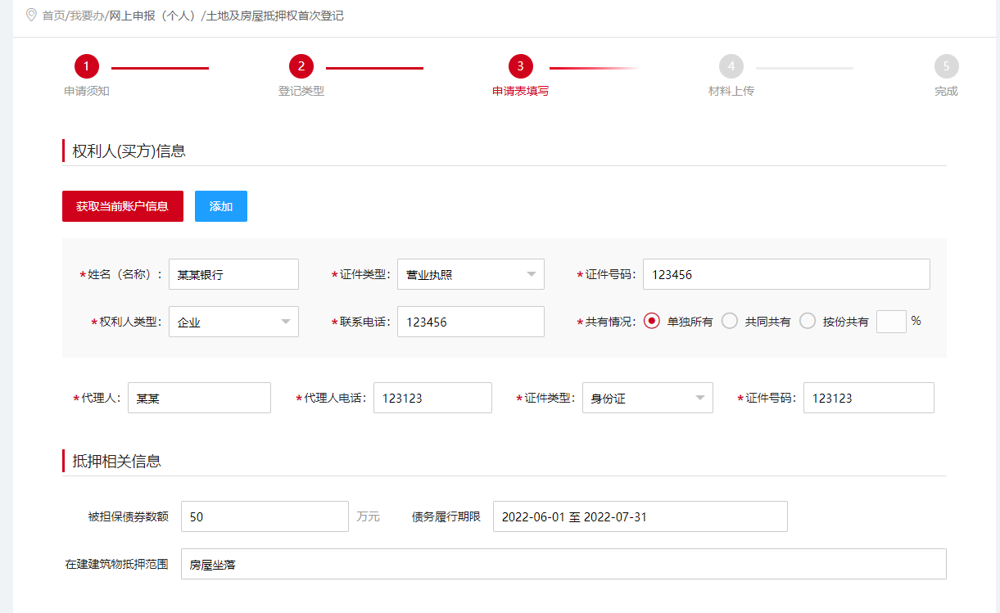 首页/我要办/网上申报（个人）/土地及房屋抵押权首次登记
1 2 3 4 5
申请须知 登记类型 申请表填写 材料上传 完成
权利人(买方)信息
获取当前账户信息 添加
*姓名（名称）: 某某银行 *证件类型: 营业执照 *证件号码: 123456
*权利人类型: 企业 *联系电话: 123456 *共有情况: 单独所有 共同共有 按份共有 %
*代理人: 某某 *代理人电话: 123123 *证件类型: 身份证 *证件号码: 123123
抵押相关信息
被担保债券数额 50 万元 债务履行期限 2022-06-01 至 2022-07-31
在建建筑物抵押范围 房屋坐落